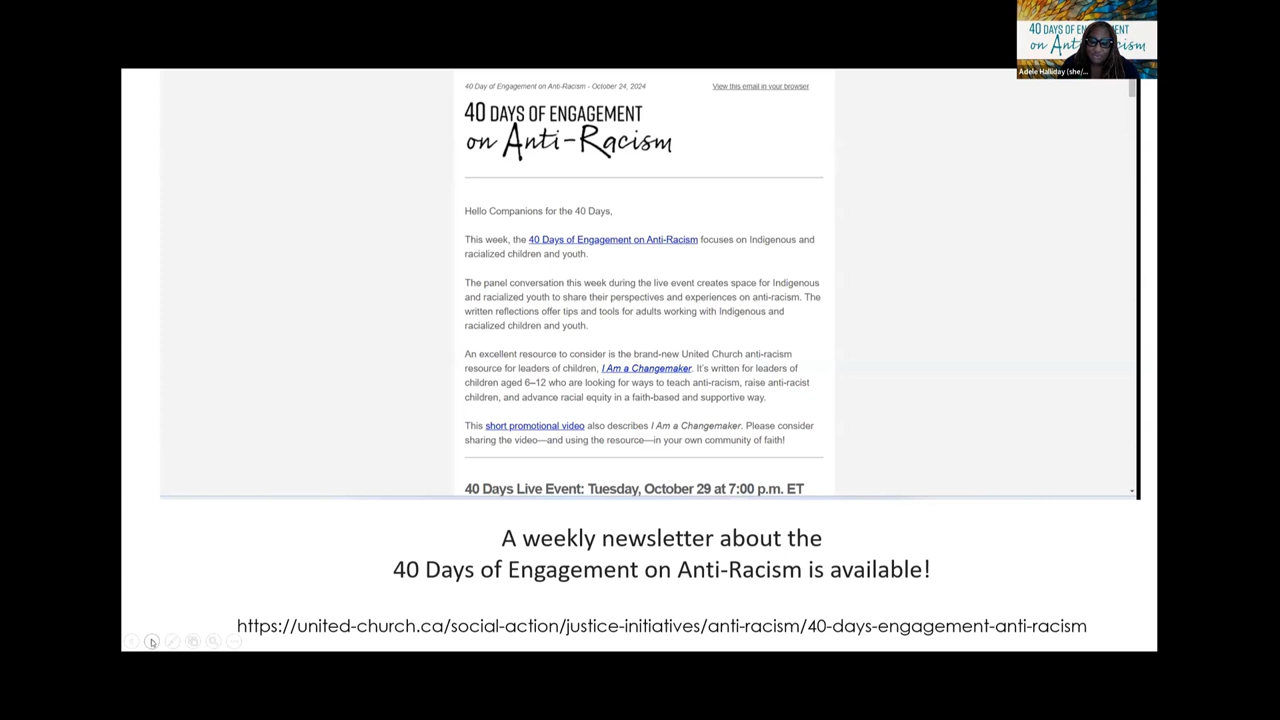 40 DAYS OF EN ENT
on Ant cism
Adele Halliday (she/...
40 Day of Engagement on Anti-Racism - October 24, 2024
View this email in your browser
40 DAYS OF ENGAGEMENT
on Anti-Racism
Hello Companions for the 40 Days,
This week, the 40 Days of Engagement on Anti-Racism focuses on Indigenous and
racialized children and youth.
The panel conversation this week during the live event creates space for Indigenous
and racialized youth to share their perspectives and experiences on anti-racism. The
written reflections offer tips and tools for adults working with Indigenous and
racialized children and youth.
An excellent resource to consider is the brand-new United Church anti-racism
resource for leaders of children, I Am a Changemaker. It's written for leaders of
children aged 6–12 who are looking for ways to teach anti-racism, raise anti-racist
children, and advance racial equity in a faith-based and supportive way.
This short promotional video also describes I Am a Changemaker. Please consider
sharing the video—and using the resource—in your own community of faith!
40 Days Live Event: Tuesday, October 29 at 7:00 p.m. ET
A weekly newsletter about the
40 Days of Engagement on Anti-Racism is available!
https://united-church.ca/social-action/justice-initiatives/anti-racism/40-days-engagement-anti-racism